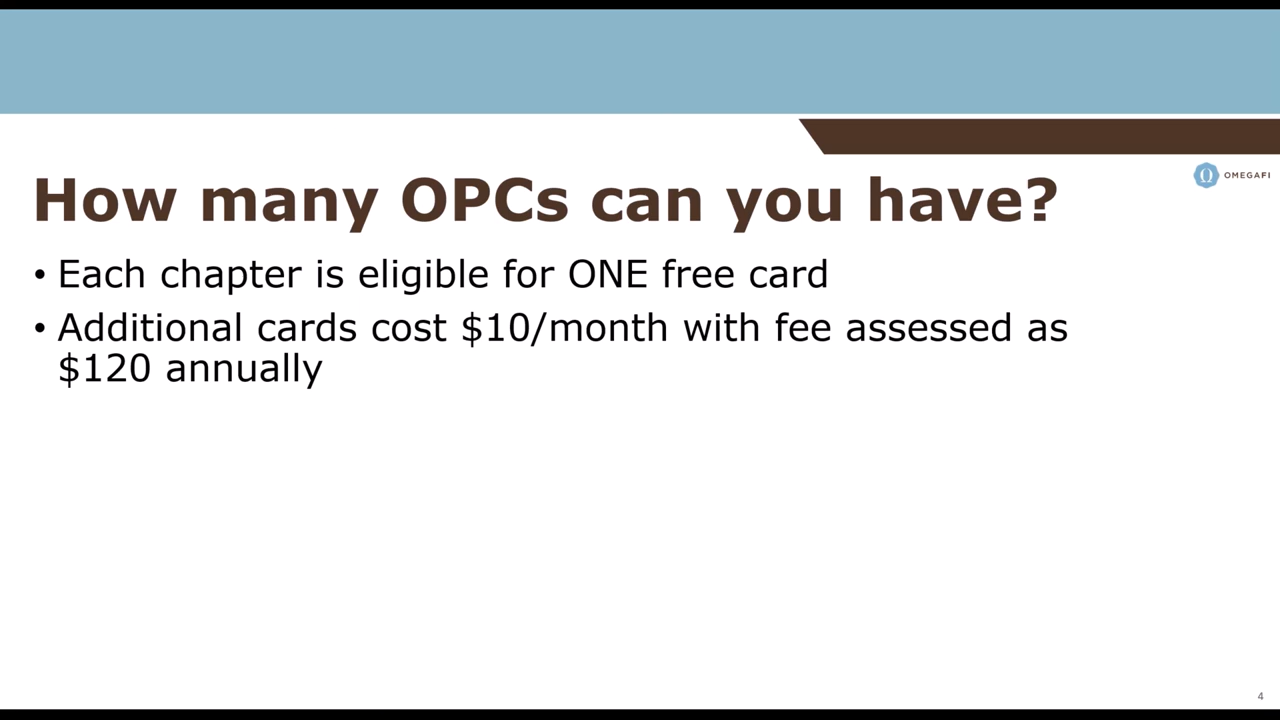 OMEGAFI
How many OPCs can you have?
• Each chapter is eligible for ONE free card
• Additional cards cost $10/month with fee assessed as
$120 annually
4